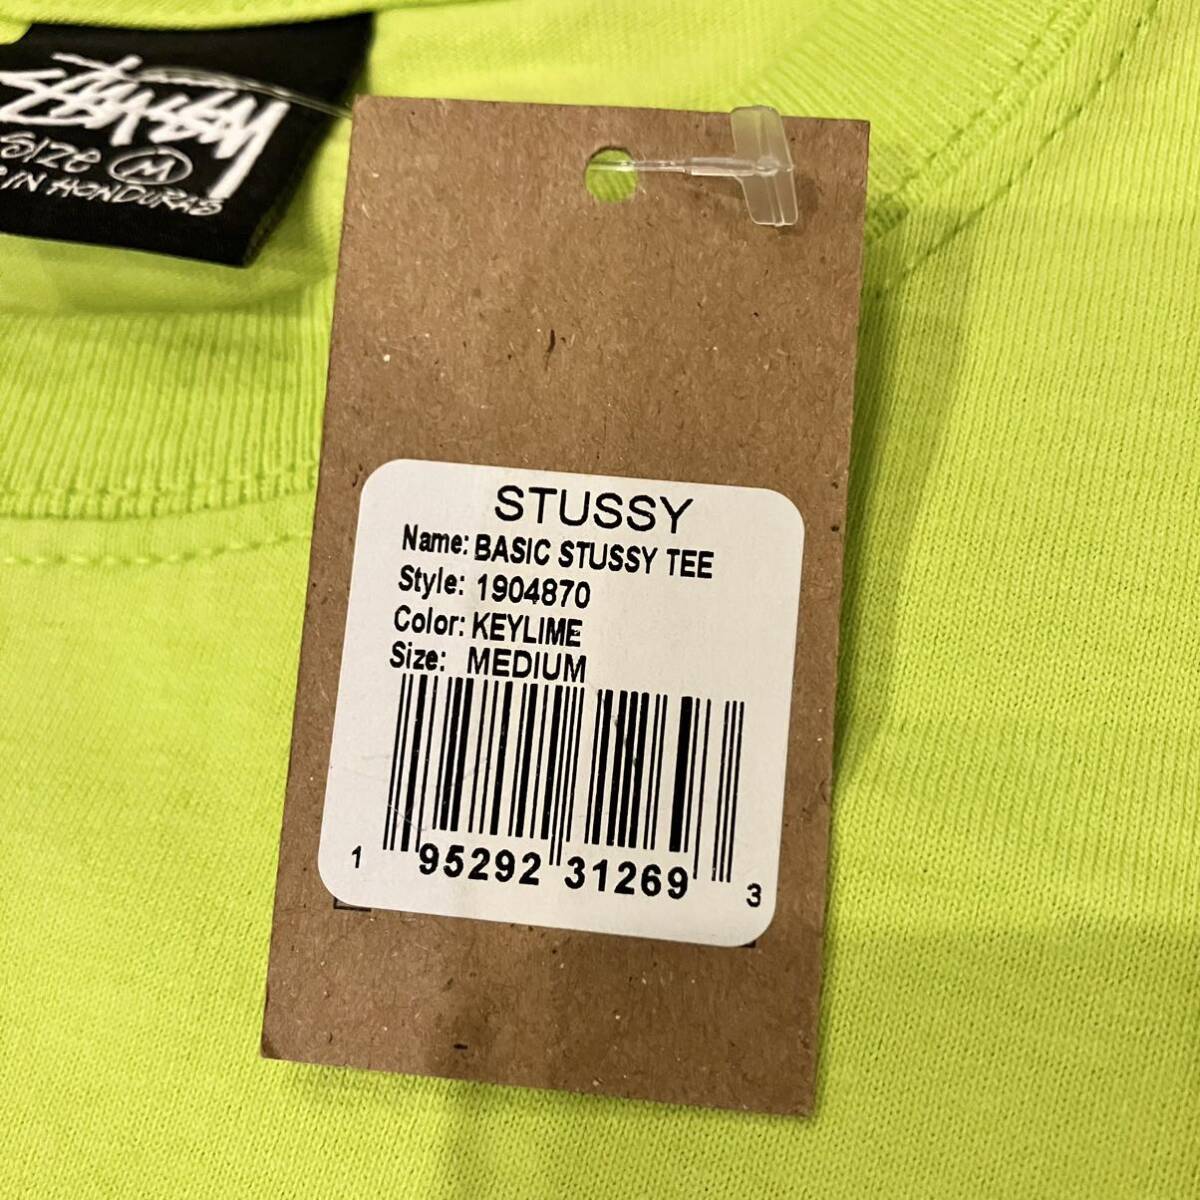 STUSSY
SIZE M
IN HONDURAS
STUSSY
Name: BASIC STUSSY TEE
Style: 1904870
Color: KEYLIME
Size: MEDIUM
1 95292 31269 3